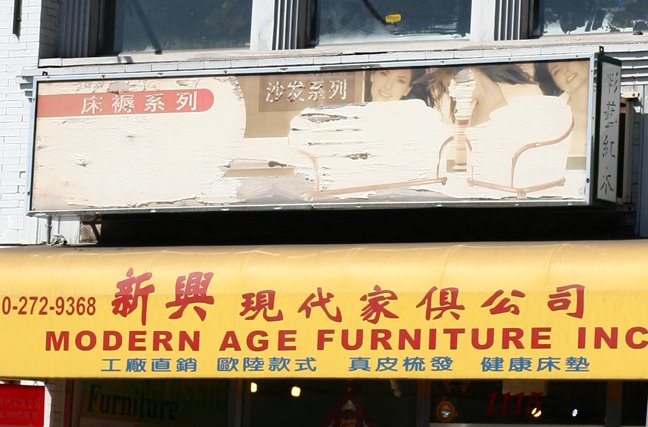 床褥系列
沙发系列
0-272-9368 新興 現代家俱公司
MODERN AGE FURNITURE INC
工廠直銷 歐陸款式 真皮梳發 健康床墊
Furniture
1115